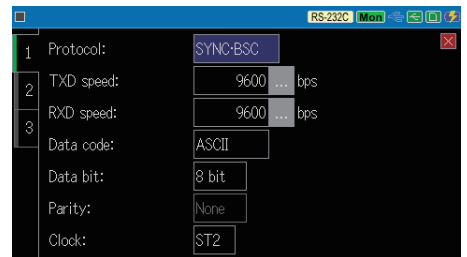 RS-232C Mon
1 Protocol: SYNC·BSC
2 TXD speed: 9600 ... bps
3 RXD speed: 9600 ... bps
Data code: ASCII
Data bit: 8 bit
Parity: None
Clock: ST2